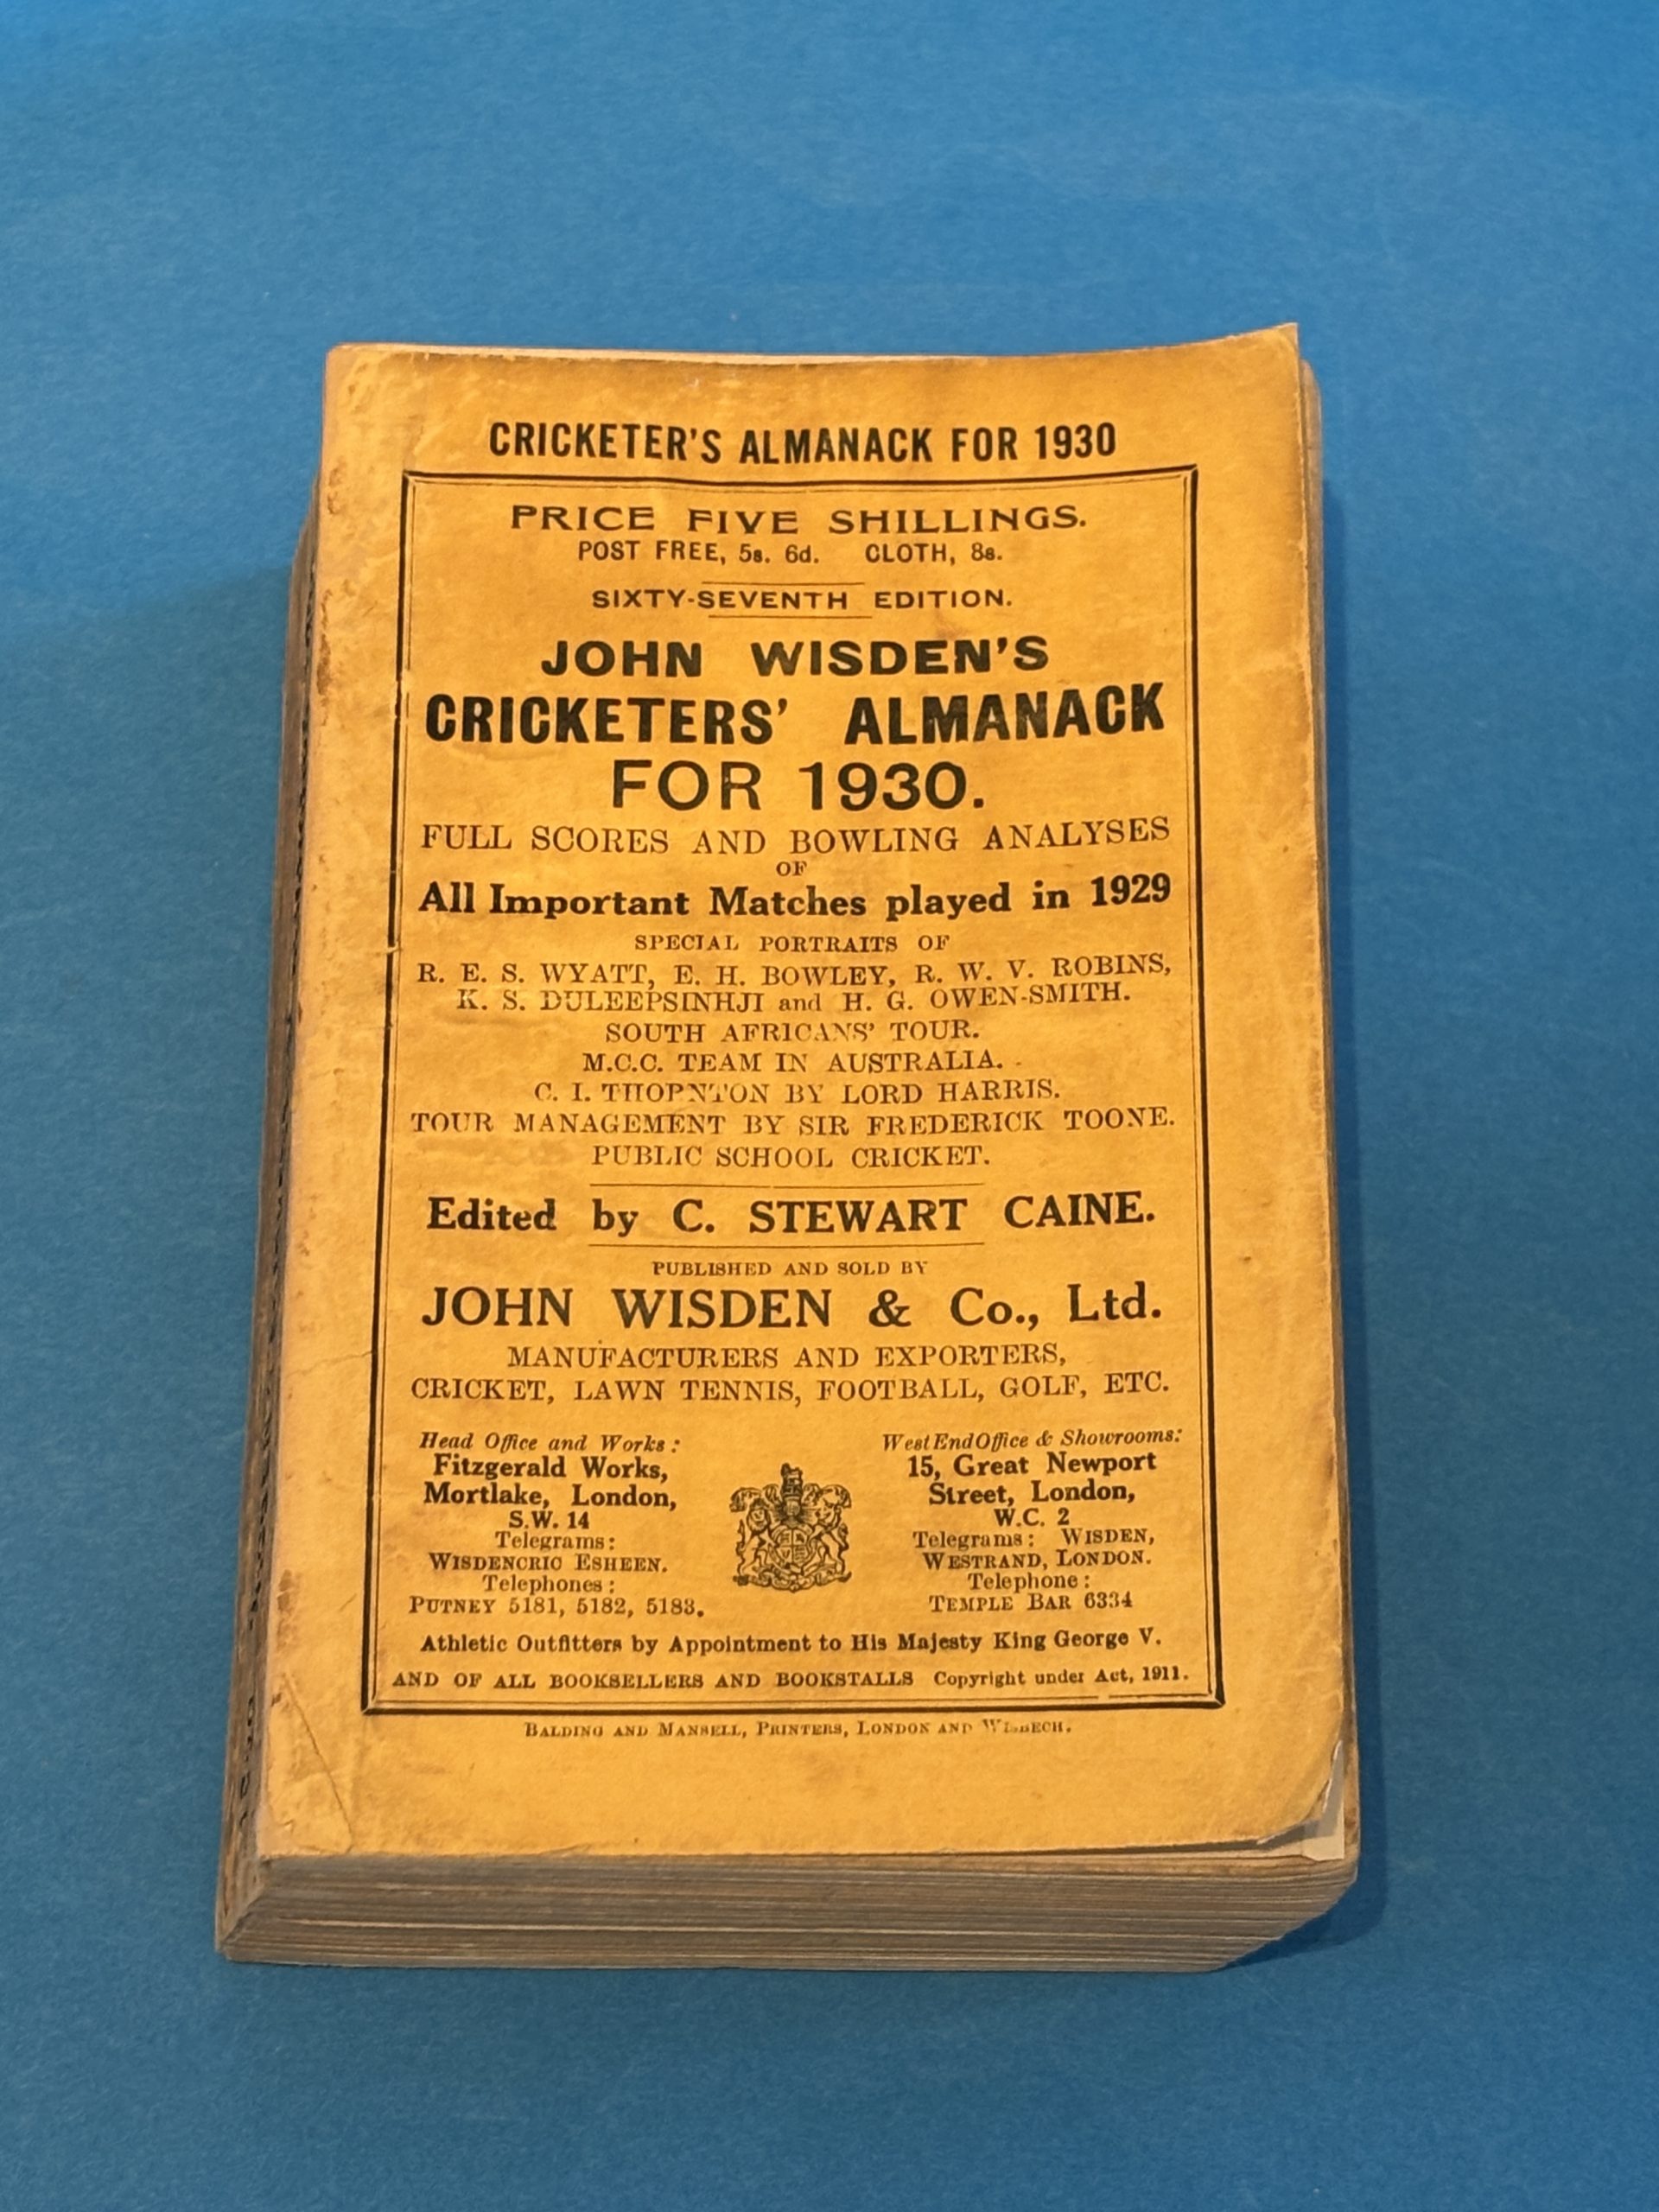 CRICKETER'S ALMANACK FOR 1930
PRICE FIVE SHILLINGS.
POST FREE, 5s. 6d. CLOTH, 8s.
SIXTY-SEVENTH EDITION.
JOHN WISDEN'S
CRICKETERS' ALMANACK
FOR 1930.
FULL SCORES AND BOWLING ANALYSES
OF
All Important Matches played in 1929
SPECIAL PORTRAITS OF
R. E. S. WYATT, E. H. BOWLEY, R. W. V. ROBINS,
K. S. DULEEPSINHJI and H. G. OWEN-SMITH.
SOUTH AFRICANS' TOUR.
M.C.C. TEAM IN AUSTRALIA.
C. I. THORNTON BY LORD HARRIS.
TOUR MANAGEMENT BY SIR FREDERICK TOONE.
PUBLIC SCHOOL CRICKET.
Edited by C. STEWART CAINE.
PUBLISHED AND SOLD BY
JOHN WISDEN & Co., Ltd.
MANUFACTURERS AND EXPORTERS,
CRICKET, LAWN TENNIS, FOOTBALL, GOLF, ETC.
Head Office and Works:
Fitzgerald Works,
Mortlake, London,
S.W. 14
Telegrams:
WISDENCRIC ESHEEN.
Telephones:
PUTNEY 5181, 5182, 5183.
West End Office & Showrooms:
15, Great Newport
Street, London,
W.C. 2
Telegrams: WISDEN,
WESTRAND, LONDON.
Telephone:
TEMPLE BAR 6334
Athletic Outfitters by Appointment to His Majesty King George V.
AND OF ALL BOOKSELLERS AND BOOKSTALLS Copyright under Act, 1911.
BALDING AND MANSELL, PRINTERS, LONDON AND WISBECH.